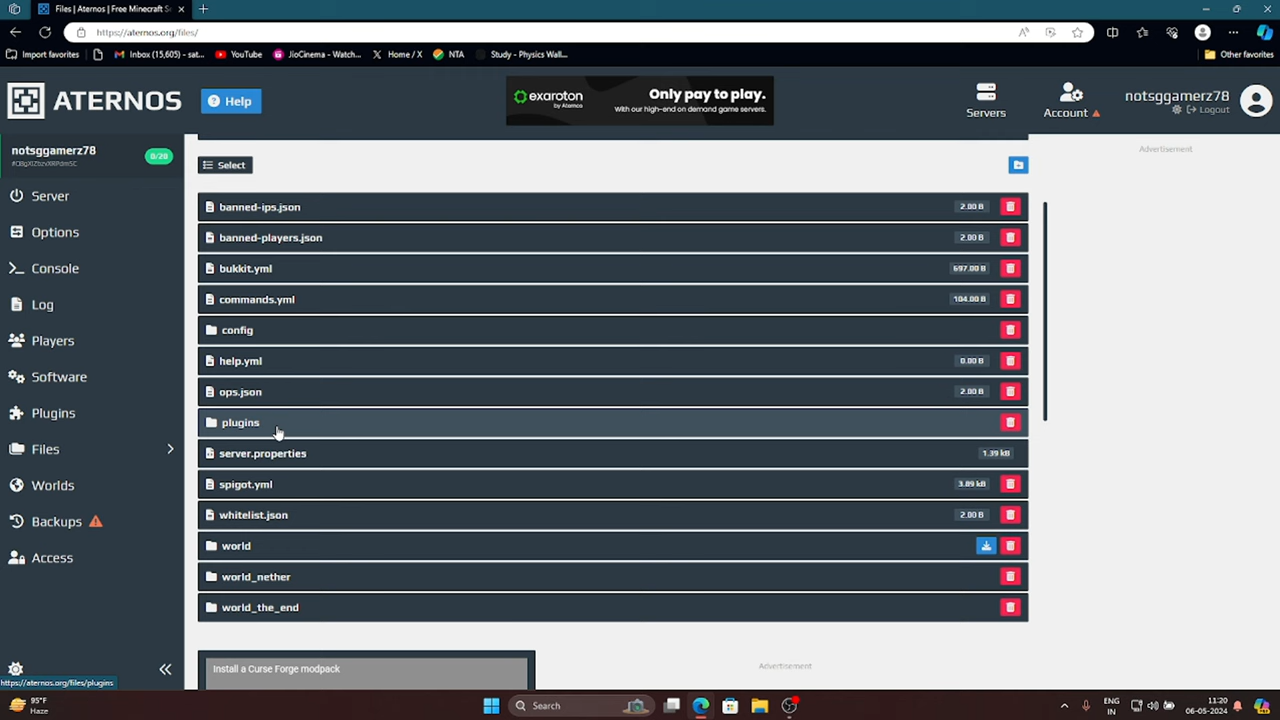 Files | Aternos | Free Minecraft S
https://aternos.org/files/
Import favorites
Inbox (15,605) - sat...
YouTube
JioCinema - Watch...
Home / X
NTA
Study - Physics Wall...
Other favorites
ATERNOS
Help
exaroton
by Aternos
Only pay to play.
With our high-end on demand game servers.
Servers
Account
notsggamerz78
Logout
notsggamerz78
0/20
Server
Options
Console
Log
Players
Software
Plugins
Files
Worlds
Backups
Access
Select
Advertisement
banned-ips.json 2.00 B
banned-players.json 2.00 B
bukkit.yml 697.00 B
commands.yml 104.00 B
config
help.yml 0.00 B
ops.json 2.00 B
plugins
server.properties 1.39 kB
spigot.yml 3.89 kB
whitelist.json 2.00 B
world
world_nether
world_the_end
Install a Curse Forge modpack
Advertisement
https://aternos.org/files/plugins
95°F
Haze
Search
ENG
IN
11:20
06-05-2024